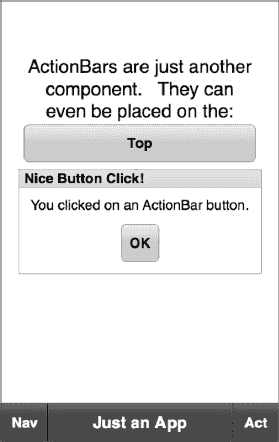 ActionBars are just another
component. They can
even be placed on the:
Top
Nice Button Click!
You clicked on an ActionBar button.
OK
Nav Just an App Act